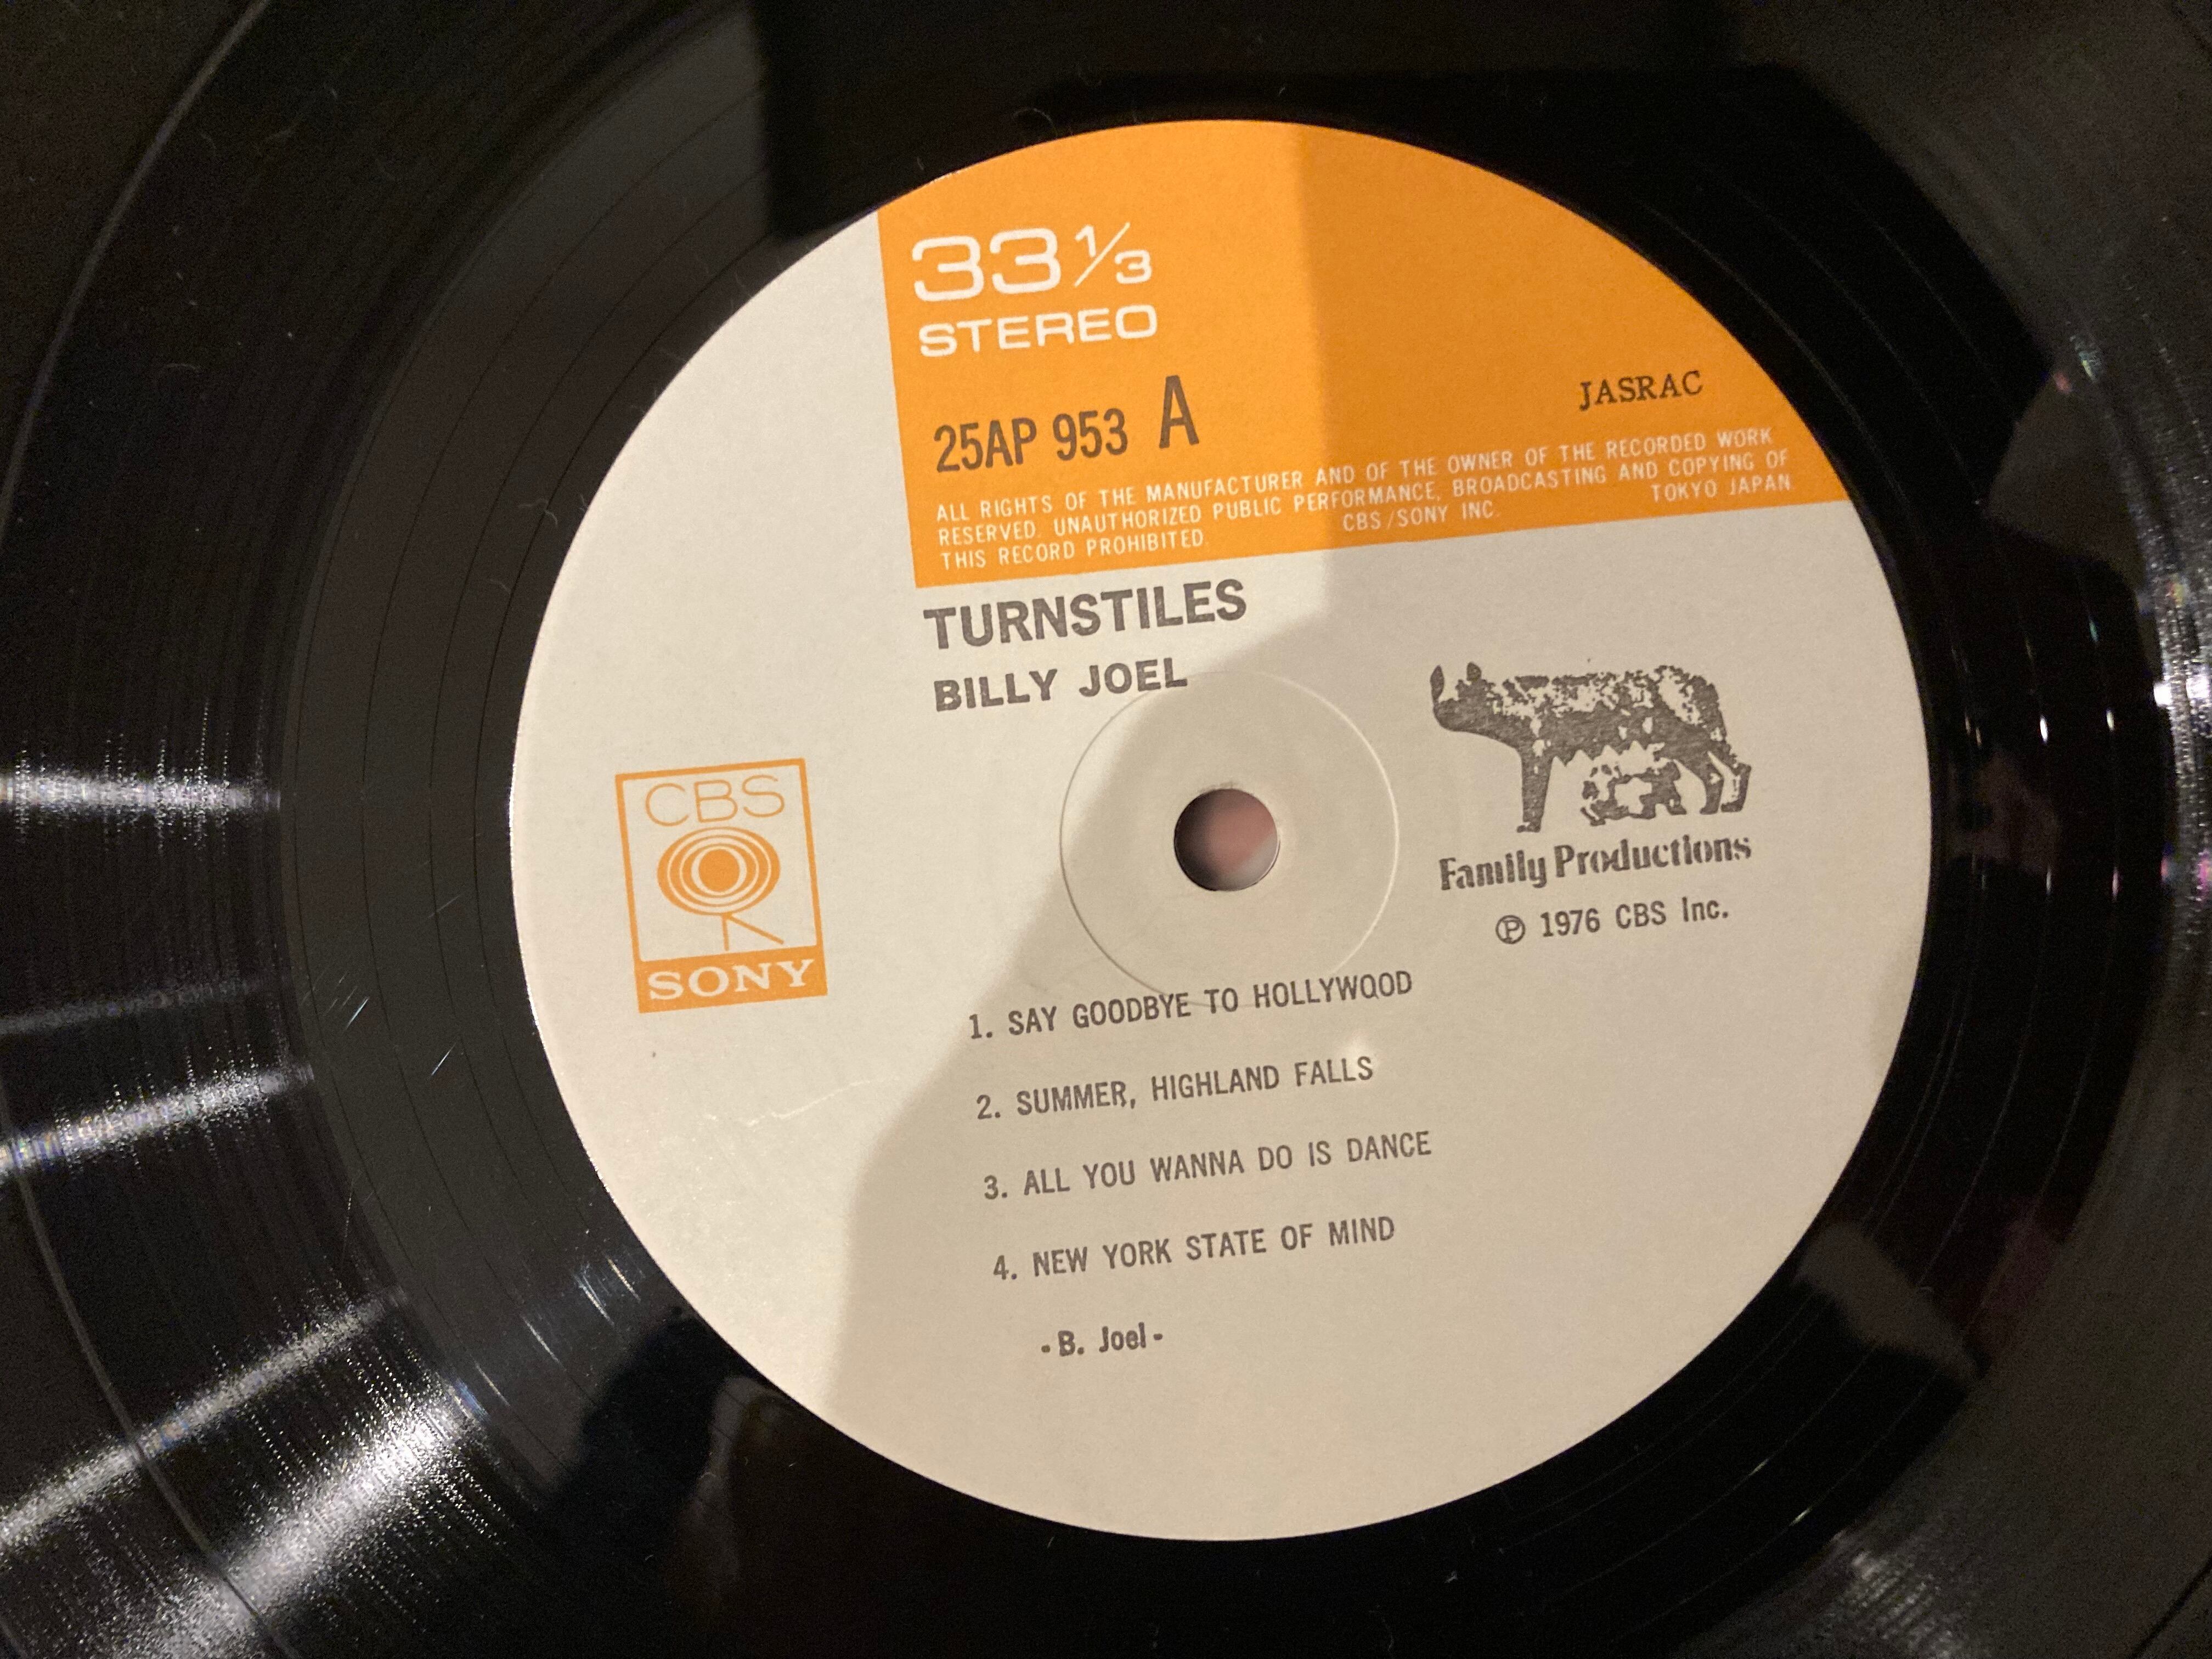 33 1/3
STEREO
25AP 953 A
JASRAC
ALL RIGHTS OF THE MANUFACTURER AND OF THE OWNER OF THE RECORDED WORK
RESERVED. UNAUTHORIZED PUBLIC PERFORMANCE, BROADCASTING AND COPYING OF
THIS RECORD PROHIBITED. CBS/SONY INC. TOKYO JAPAN
TURNSTILES
BILLY JOEL
CBS
SONY
Family Productions
Ⓟ 1976 CBS Inc.
1. SAY GOODBYE TO HOLLYWOOD
2. SUMMER, HIGHLAND FALLS
3. ALL YOU WANNA DO IS DANCE
4. NEW YORK STATE OF MIND
- B. Joel -